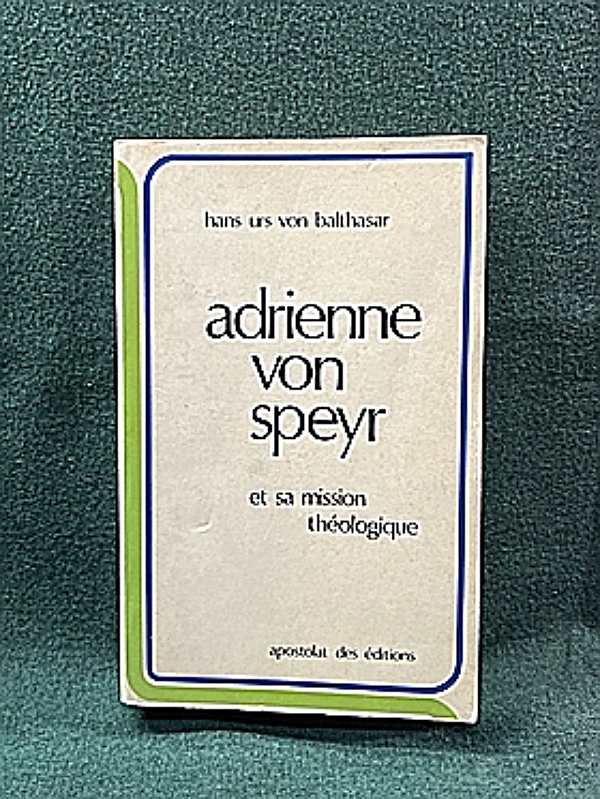 hans urs von balthasar
adrienne
von
speyr
et sa mission
théologique
apostolat des éditions